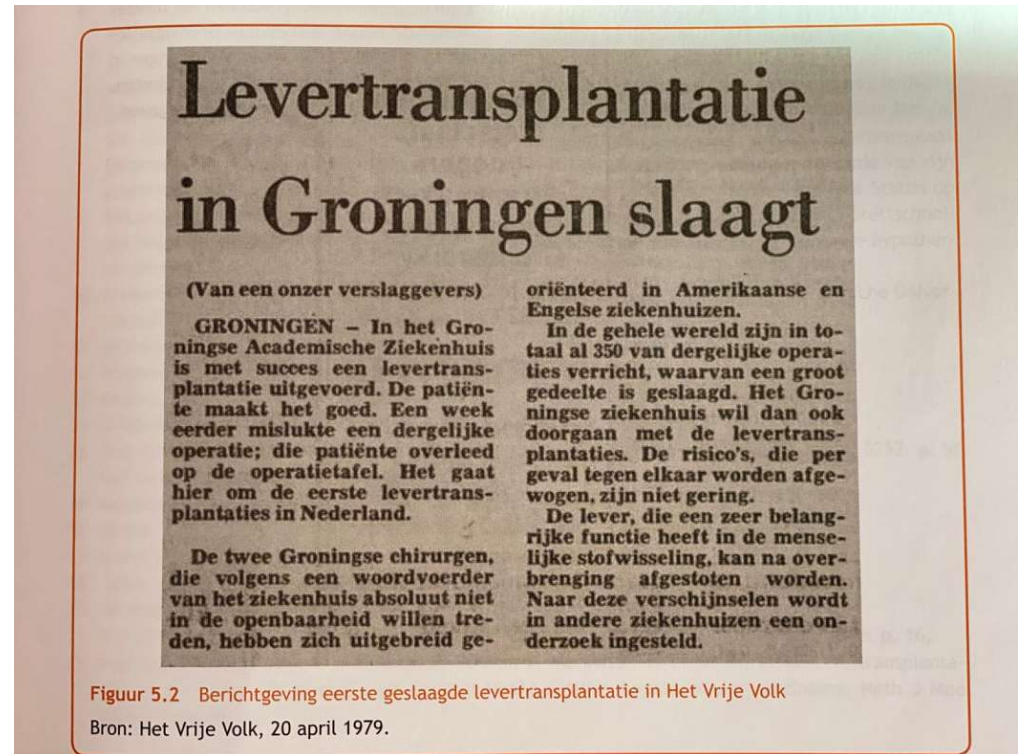 Levertransplantatie
in Groningen slaagt
(Van een onzer verslaggevers)
GRONINGEN – In het Gro-
ningse Academische Ziekenhuis
is met succes een levertrans-
plantatie uitgevoerd. De patiën-
te maakt het goed. Een week
eerder mislukte een dergelijke
operatie; die patiënte overleed
op de operatietafel. Het gaat
hier om de eerste levertrans-
plantaties in Nederland.
De twee Groningse chirurgen,
die volgens een woordvoerder
van het ziekenhuis absoluut niet
in de openbaarheid willen tre-
den, hebben zich uitgebreid ge-
oriënteerd in Amerikaanse en
Engelse ziekenhuizen.
In de gehele wereld zijn in to-
taal al 350 van dergelijke opera-
ties verricht, waarvan een groot
gedeelte is geslaagd. Het Gro-
ningse ziekenhuis wil dan ook
doorgaan met de levertrans-
plantaties. De risico's, die per
geval tegen elkaar worden afge-
wogen, zijn niet gering.
De lever, die een zeer belang-
rijke functie heeft in de mense-
lijke stofwisseling, kan na over-
brenging afgestoten worden.
Naar deze verschijnselen wordt
in andere ziekenhuizen een on-
derzoek ingesteld.
Figuur 5.2 Berichtgeving eerste geslaagde levertransplantatie in Het Vrije Volk
Bron: Het Vrije Volk, 20 april 1979.